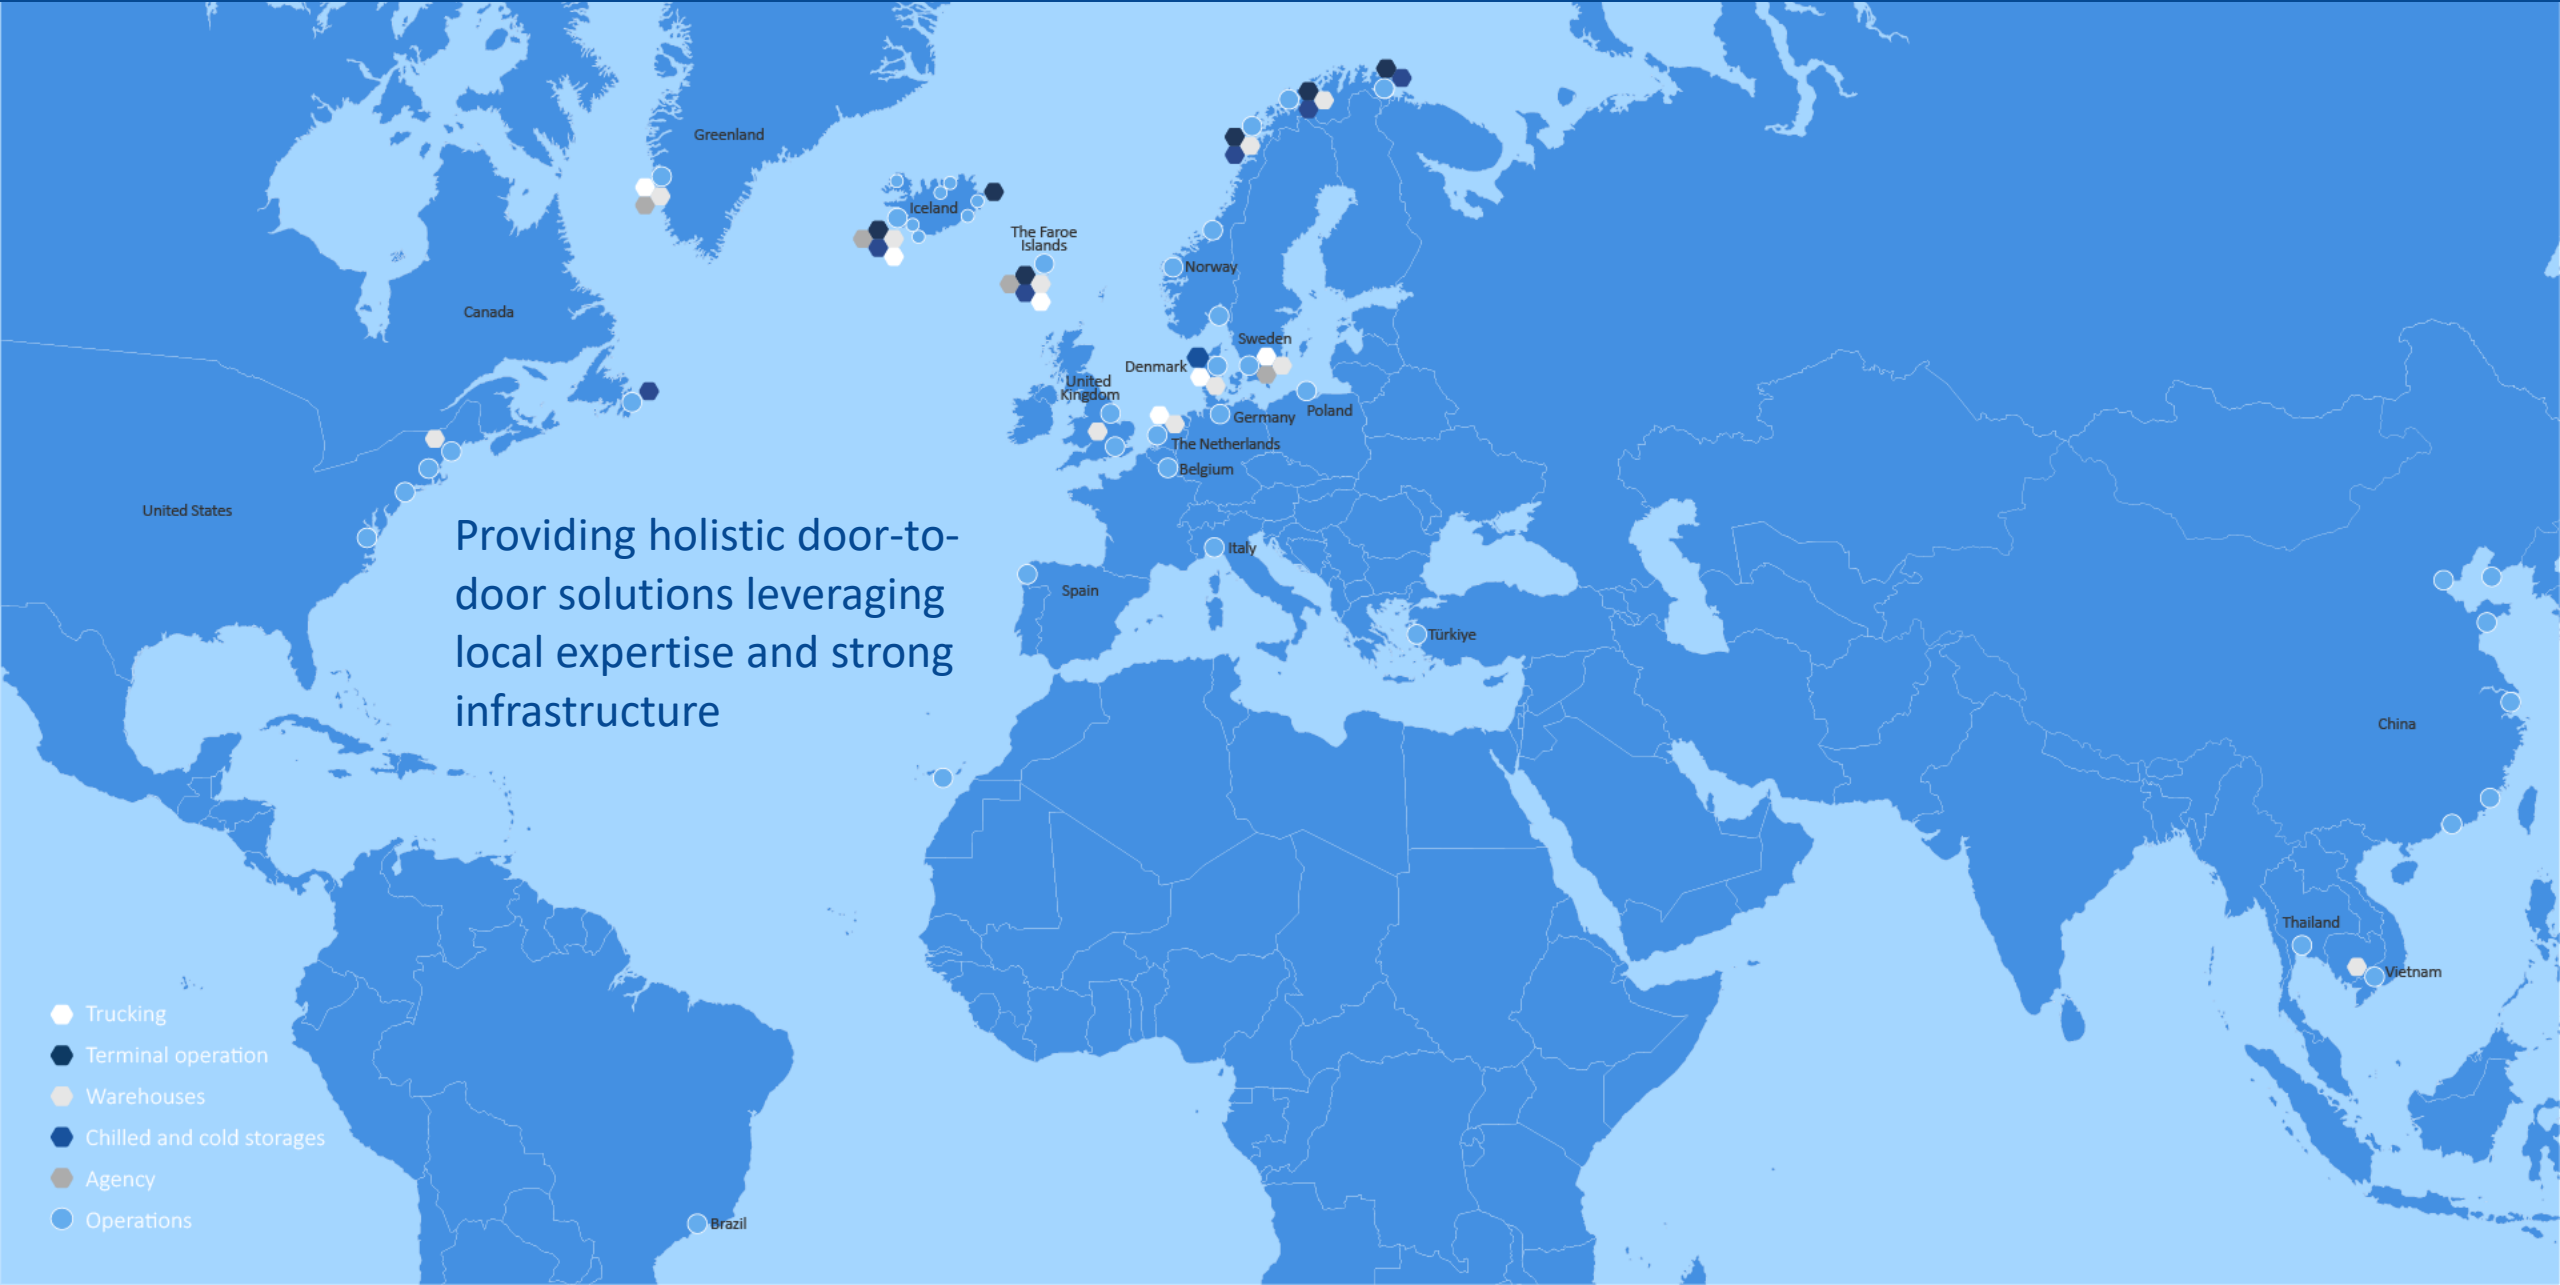 Greenland
Iceland
The Faroe
Islands
Norway
Canada
Sweden
Denmark
United
Kingdom
Germany
Poland
The Netherlands
Belgium
United States
Providing holistic door-to-
door solutions leveraging
local expertise and strong
infrastructure
Italy
Spain
Türkiye
China
Thailand
Vietnam
Trucking
Terminal operation
Warehouses
Chilled and cold storages
Agency
Operations
Brazil